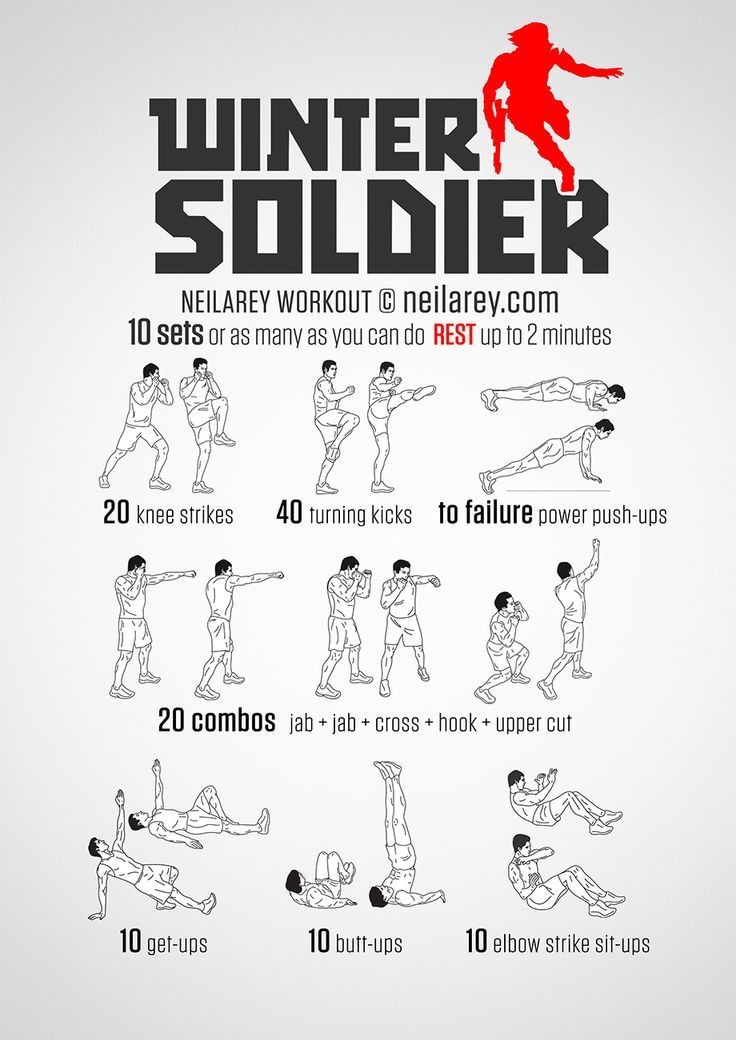 WINTER
SOLDIER
NEILAREY WORKOUT © neilarey.com
10 sets or as many as you can do REST up to 2 minutes
20 knee strikes
40 turning kicks
to failure power push-ups
20 combos jab + jab + cross + hook + upper cut
10 get-ups
10 butt-ups
10 elbow strike sit-ups